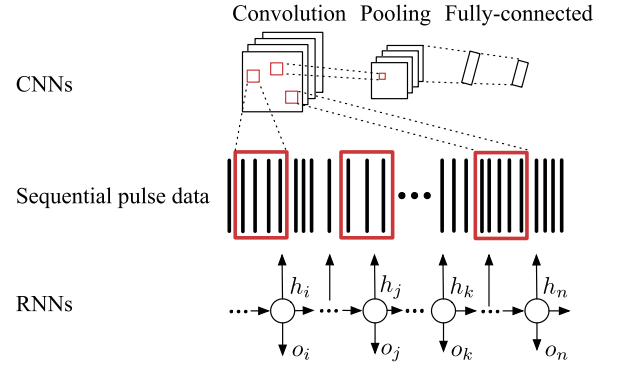 Convolution Pooling Fully-connected
CNNs
Sequential pulse data
RNNs
h_i h_j h_k h_n
o_i o_j o_k o_n